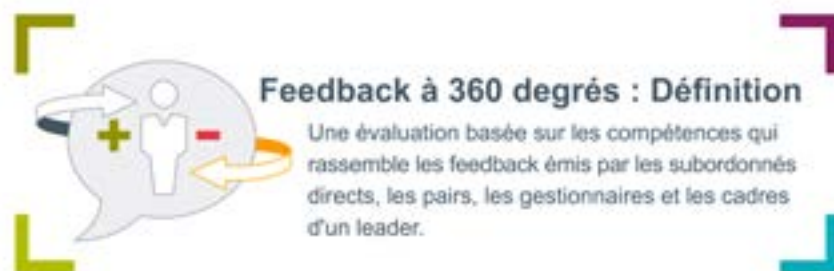 Feedback à 360 degrés : Définition
Une évaluation basée sur les compétences qui
rassemble les feedback émis par les subordonnés
directs, les pairs, les gestionnaires et les cadres
d'un leader.